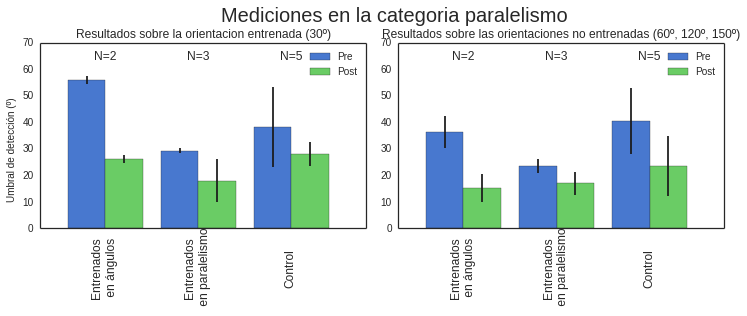 Mediciones en la categoria paralelismo
Resultados sobre la orientacion entrenada (30º)
Umbral de detección (º)
70
60
50
40
30
20
10
0
N=2
N=3
N=5
Pre
Post
Entrenados
en ángulos
Entrenados
en paralelismo
Control
Resultados sobre las orientaciones no entrenadas (60º, 120º, 150º)
70
60
50
40
30
20
10
0
N=2
N=3
N=5
Pre
Post
Entrenados
en ángulos
Entrenados
en paralelismo
Control